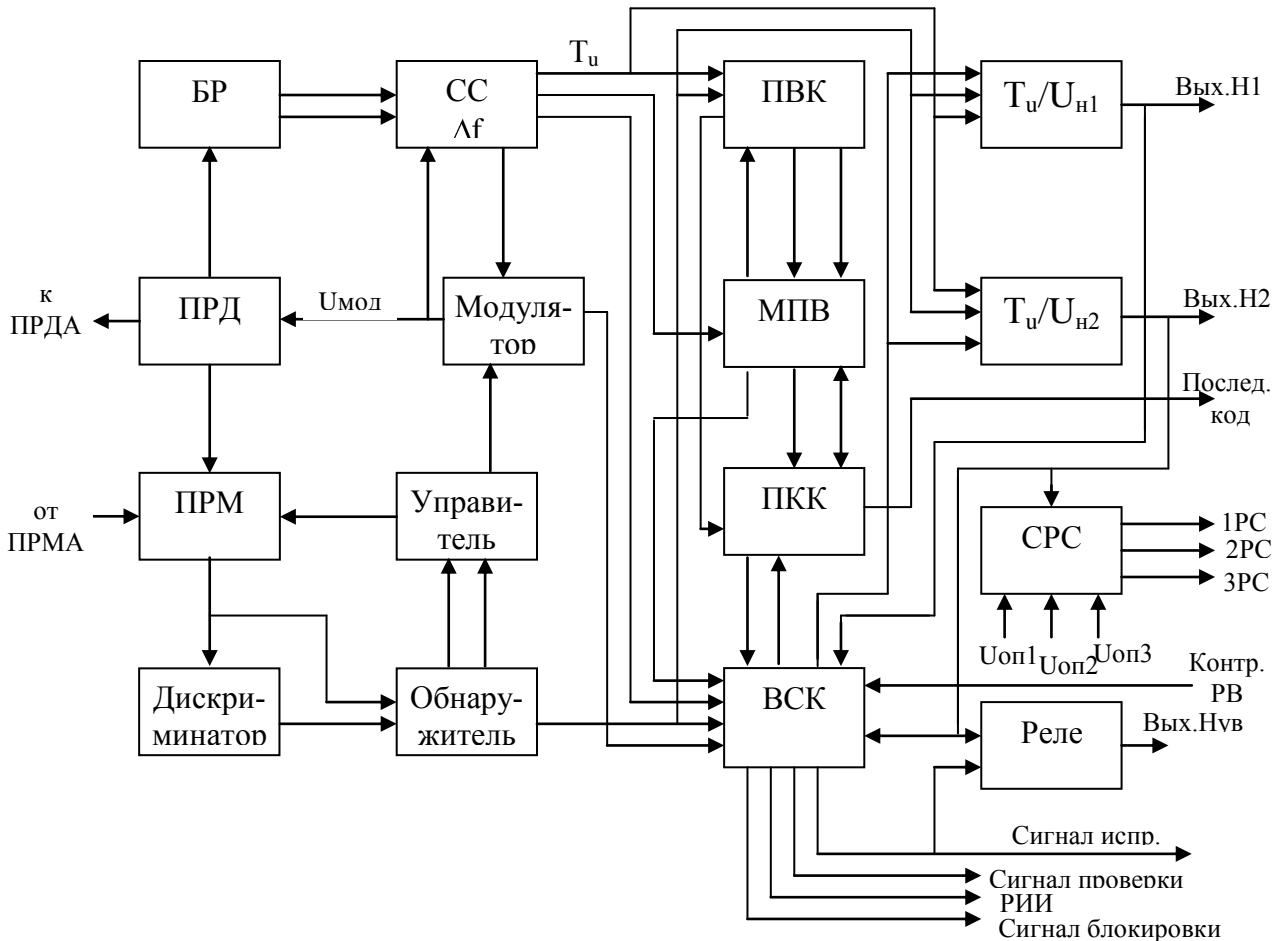 БР
СС
Δf
Tu
ПВК
Tu/Uн1
Вых.Н1
к
ПРДА
ПРД
Uмод
Модуля-
тор
МПВ
Tu/Uн2
Вых.Н2
Послед.
код
от
ПРМА
ПРМ
Управи-
тель
ПКК
СРС
1РС
2РС
3РС
Uоп1
Uоп2
Uоп3
Дискри-
минатор
Обнару-
житель
ВСК
Контр.
РВ
Реле
Вых.Нув
Сигнал испр.
Сигнал проверки
РИИ
Сигнал блокировки